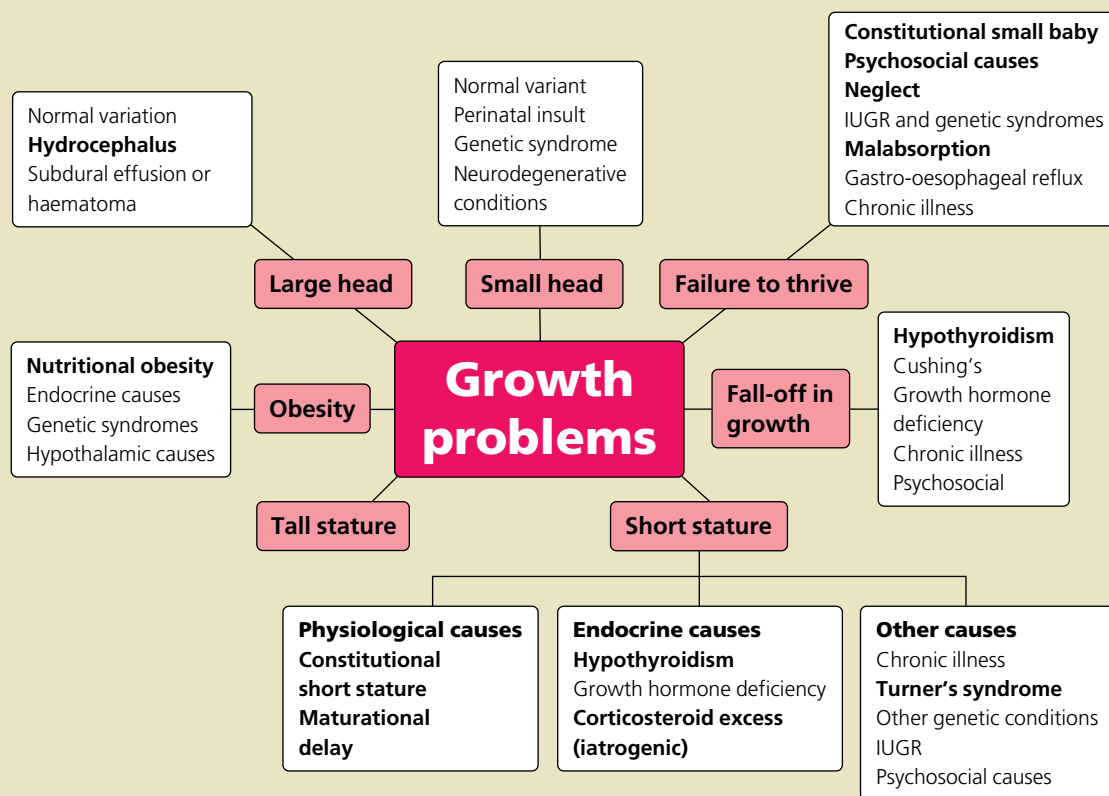 Constitutional small baby
Psychosocial causes
Neglect
IUGR and genetic syndromes
Malabsorption
Gastro-oesophageal reflux
Chronic illness
Normal variant
Perinatal insult
Genetic syndrome
Neurodegenerative
conditions
Normal variation
Hydrocephalus
Subdural effusion or
haematoma
Large head
Small head
Failure to thrive
Growth
problems
Nutritional obesity
Endocrine causes
Genetic syndromes
Hypothalamic causes
Obesity
Fall-off in
growth
Hypothyroidism
Cushing's
Growth hormone
deficiency
Chronic illness
Psychosocial
Tall stature
Short stature
Physiological causes
Constitutional
short stature
Maturational
delay
Endocrine causes
Hypothyroidism
Growth hormone deficiency
Corticosteroid excess
(iatrogenic)
Other causes
Chronic illness
Turner's syndrome
Other genetic conditions
IUGR
Psychosocial causes